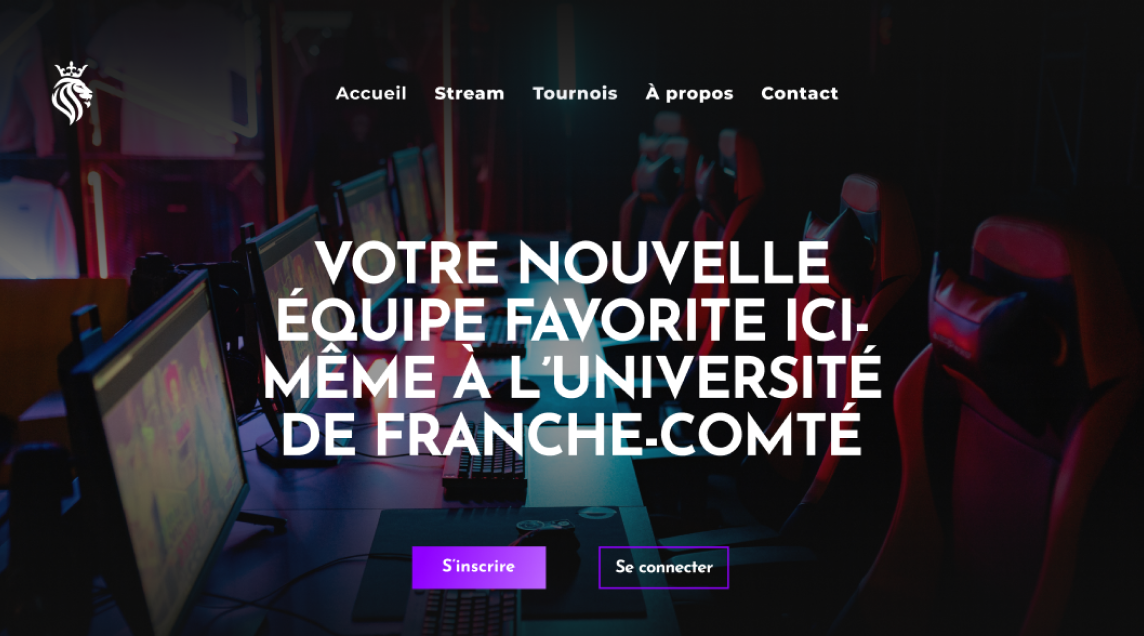 Accueil Stream Tournois À propos Contact
VOTRE NOUVELLE
ÉQUIPE FAVORITE ICI-
MÊME À L'UNIVERSITÉ
DE FRANCHE-COMTÉ
S'inscrire Se connecter